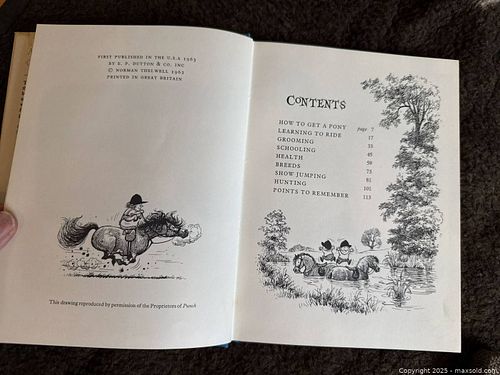 FIRST PUBLISHED IN THE U.S.A 1963
BY E. P. DUTTON & CO. INC
© NORMAN THELWELL 1962
PRINTED IN GREAT BRITAIN
This drawing reproduced by permission of the Proprietors of Punch
CONTENTS
HOW TO GET A PONY page 7
LEARNING TO RIDE 17
GROOMING 35
SCHOOLING 45
HEALTH 59
BREEDS 73
SHOW JUMPING 81
HUNTING 101
POINTS TO REMEMBER 113
Copyright © 2025 - maxsold.com